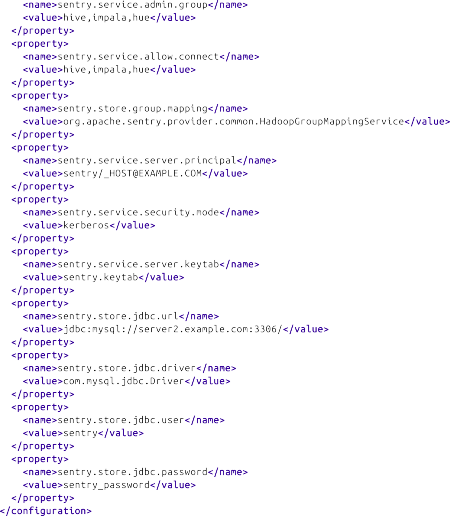 <name>sentry.service.admin.group</name>
<value>hive,impala,hue</value>
</property>
<property>
<name>sentry.service.allow.connect</name>
<value>hive,impala,hue</value>
</property>
<property>
<name>sentry.store.group.mapping</name>
<value>org.apache.sentry.provider.common.HadoopGroupMappingService</value>
</property>
<property>
<name>sentry.service.server.principal</name>
<value>sentry/_HOST@EXAMPLE.COM</value>
</property>
<property>
<name>sentry.service.security.mode</name>
<value>kerberos</value>
</property>
<property>
<name>sentry.service.server.keytab</name>
<value>sentry.keytab</value>
</property>
<property>
<name>sentry.store.jdbc.url</name>
<value>jdbc:mysql://server2.example.com:3306/</value>
</property>
<property>
<name>sentry.store.jdbc.driver</name>
<value>com.mysql.jdbc.Driver</value>
</property>
<property>
<name>sentry.store.jdbc.user</name>
<value>sentry</value>
</property>
<property>
<name>sentry.store.jdbc.password</name>
<value>sentry_password</value>
</property>
</configuration>